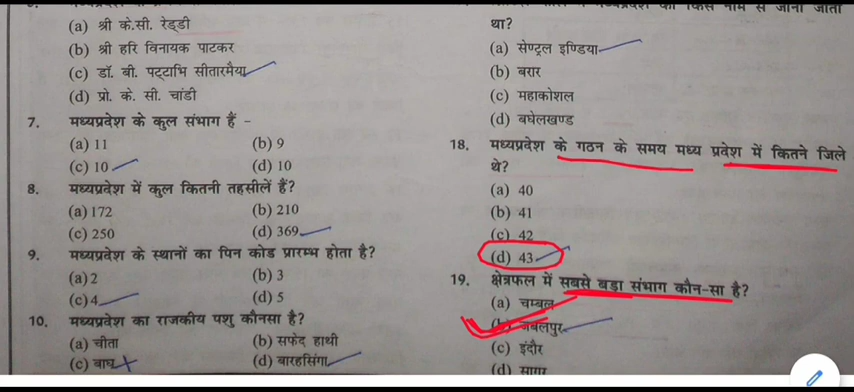 (a) श्री के.सी. रेड्डी
(b) श्री हरि विनायक पाटकर
(c) डॉ. बी. पट्टाभि सीतारमैया
(d) प्रो. के. सी. चांडी
7. मध्यप्रदेश के कुल संभाग हैं –
(a) 11 (b) 9
(c) 10 (d) 10
8. मध्यप्रदेश में कुल कितनी तहसीलें हैं?
(a) 172 (b) 210
(c) 250 (d) 369
9. मध्यप्रदेश के स्थानों का पिन कोड प्रारम्भ होता है?
(a) 2 (b) 3
(c) 4 (d) 5
10. मध्यप्रदेश का राजकीय पशु कौनसा है?
(a) चीता (b) सफेद हाथी
(c) बाघ (d) बारहसिंगा
को किस नाम से जाना जाता
था?
(a) सेण्ट्रल इण्डिया
(b) बरार
(c) महाकोशल
(d) बघेलखण्ड
18. मध्यप्रदेश के गठन के समय मध्य प्रदेश में कितने जिले
थे?
(a) 40
(b) 41
(c) 42
(d) 43
19. क्षेत्रफल में सबसे बड़ा संभाग कौन-सा है?
(a) चम्बल
(b) जबलपुर
(c) इंदौर
(d) सागर